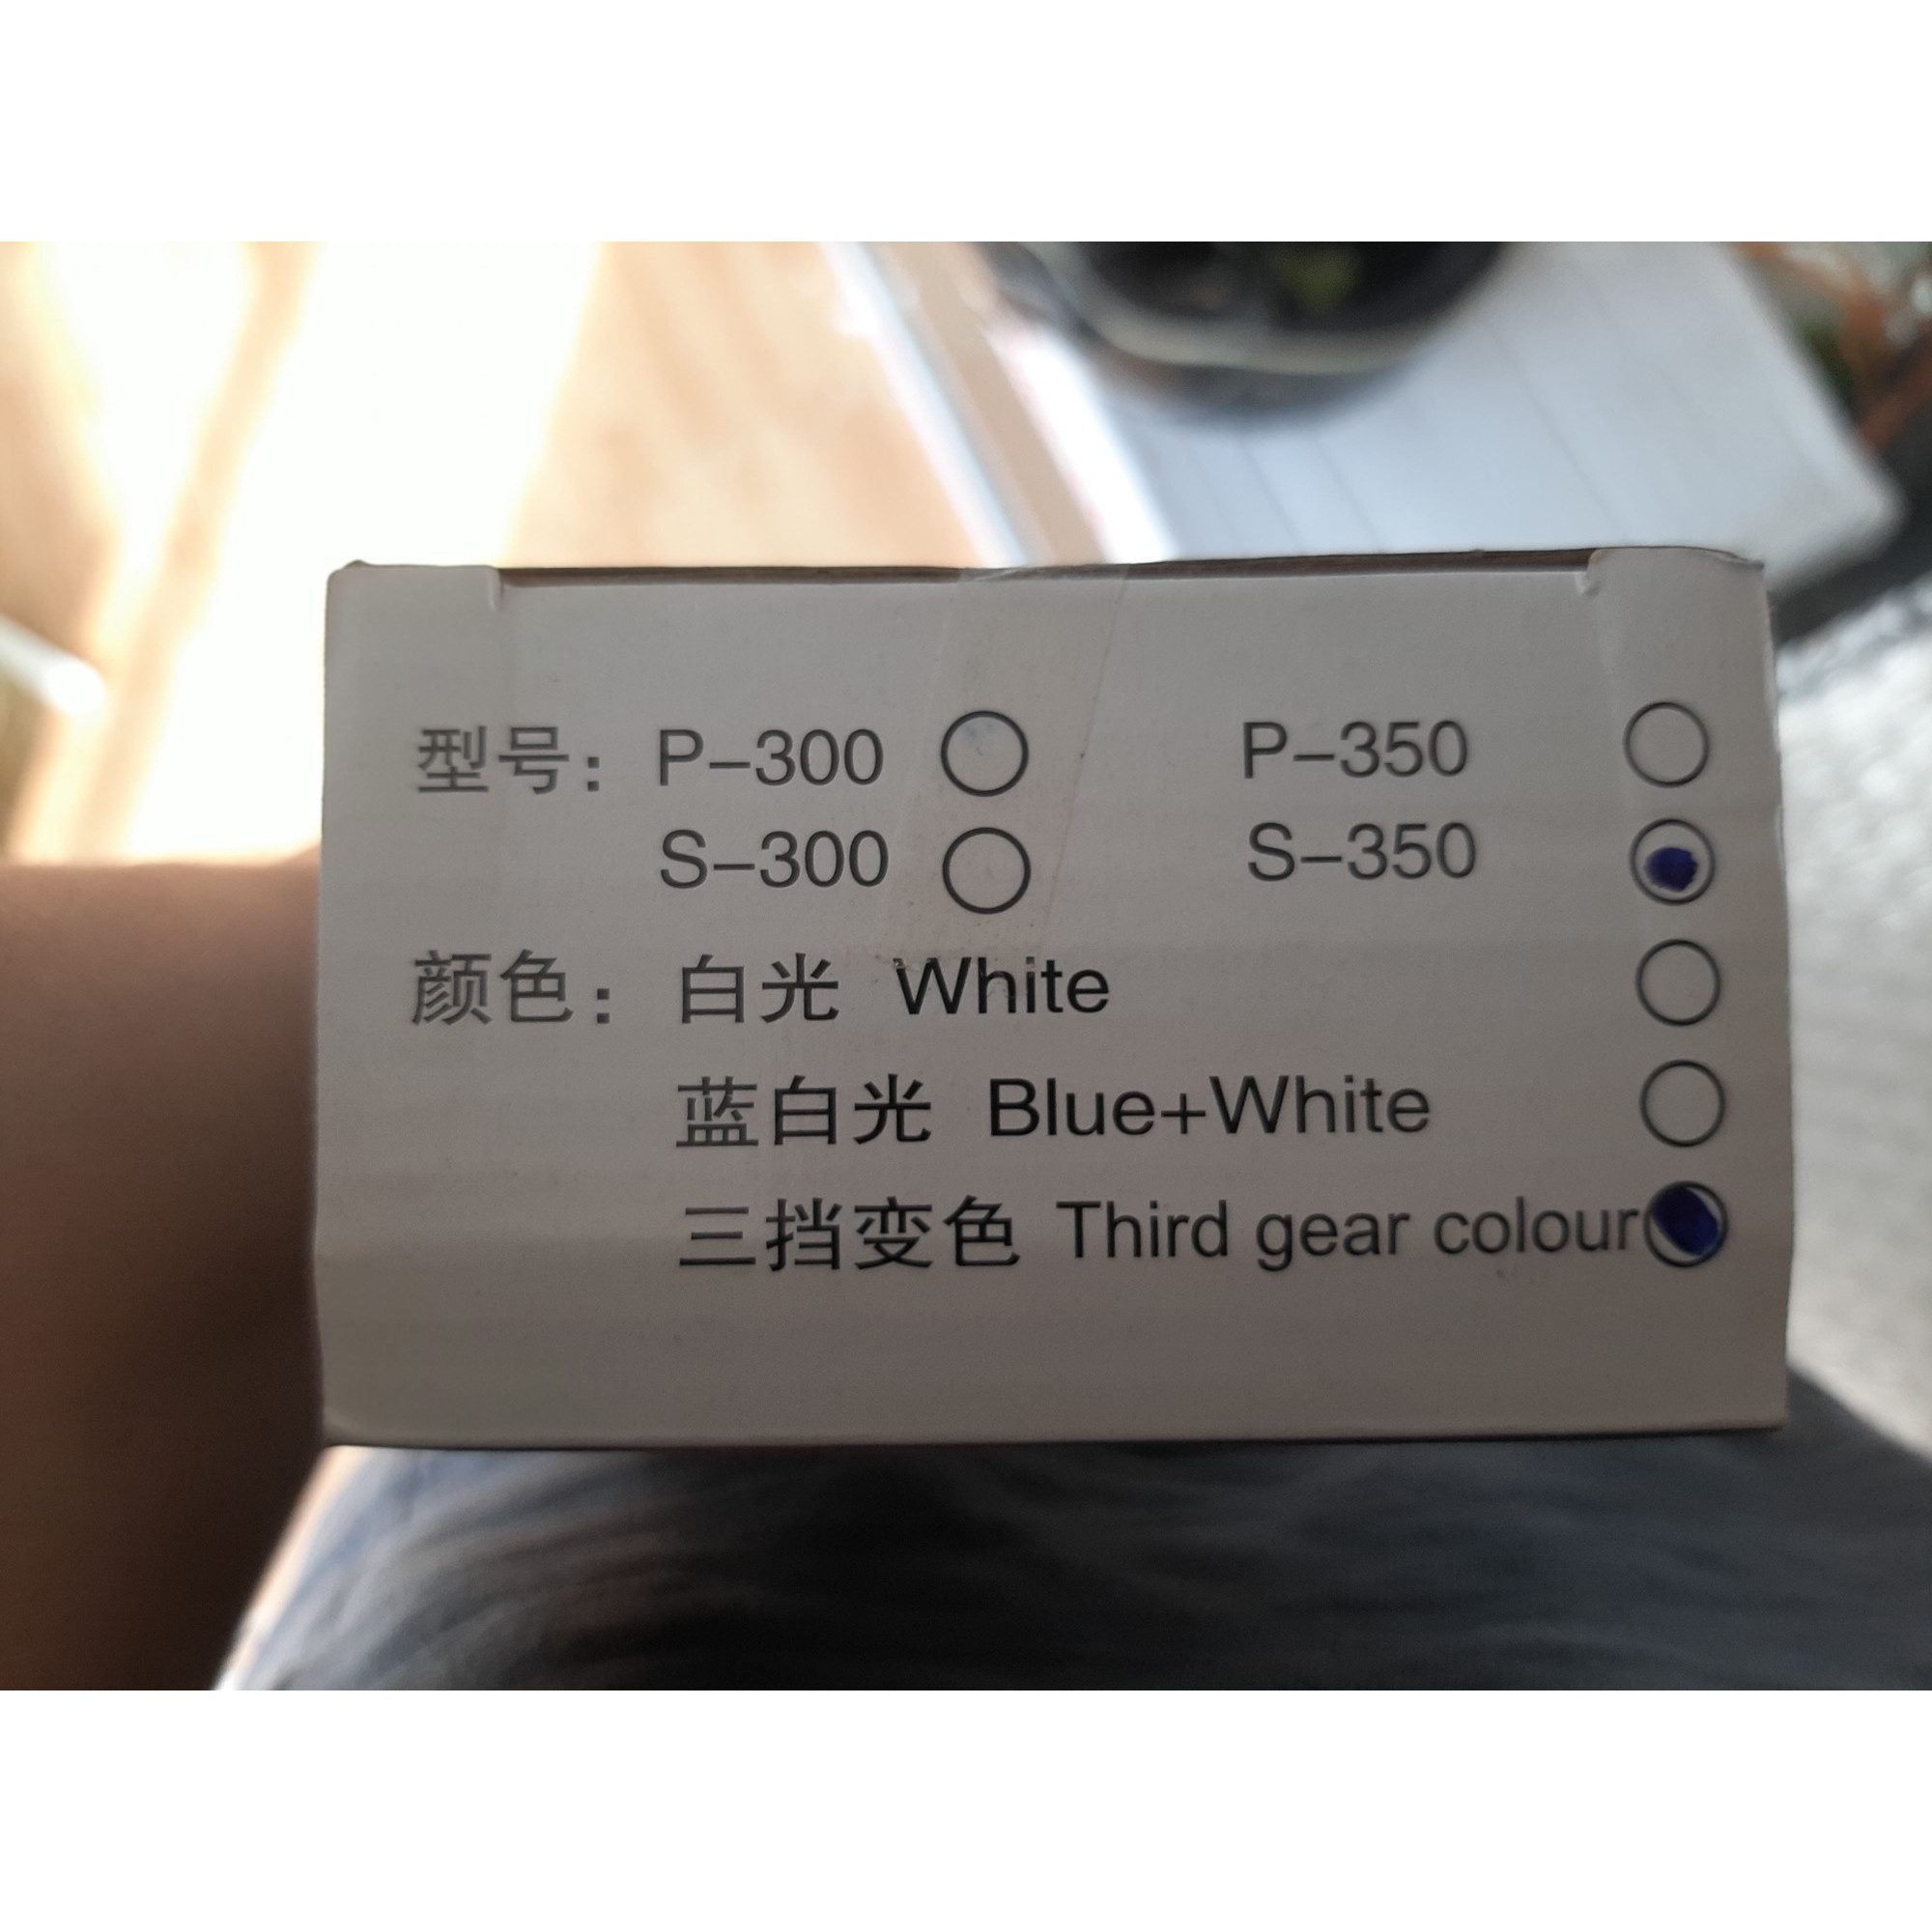 型号: P-300 P-350
S-300 S-350
颜色: 白光 White
蓝白光 Blue+White
三挡变色 Third gear colour